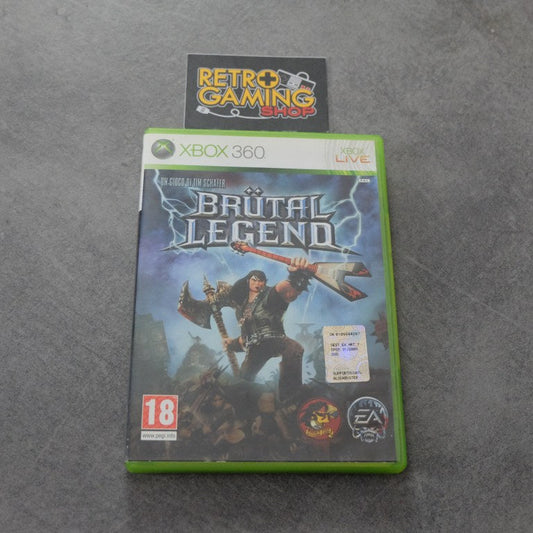 RETRO
GAMING
SHOP
XBOX 360
XBOX
LIVE
PAL
UN GIOCO DI TIM SCHAFER
BRÜTAL
LEGEND
18
www.pegi.info
EA